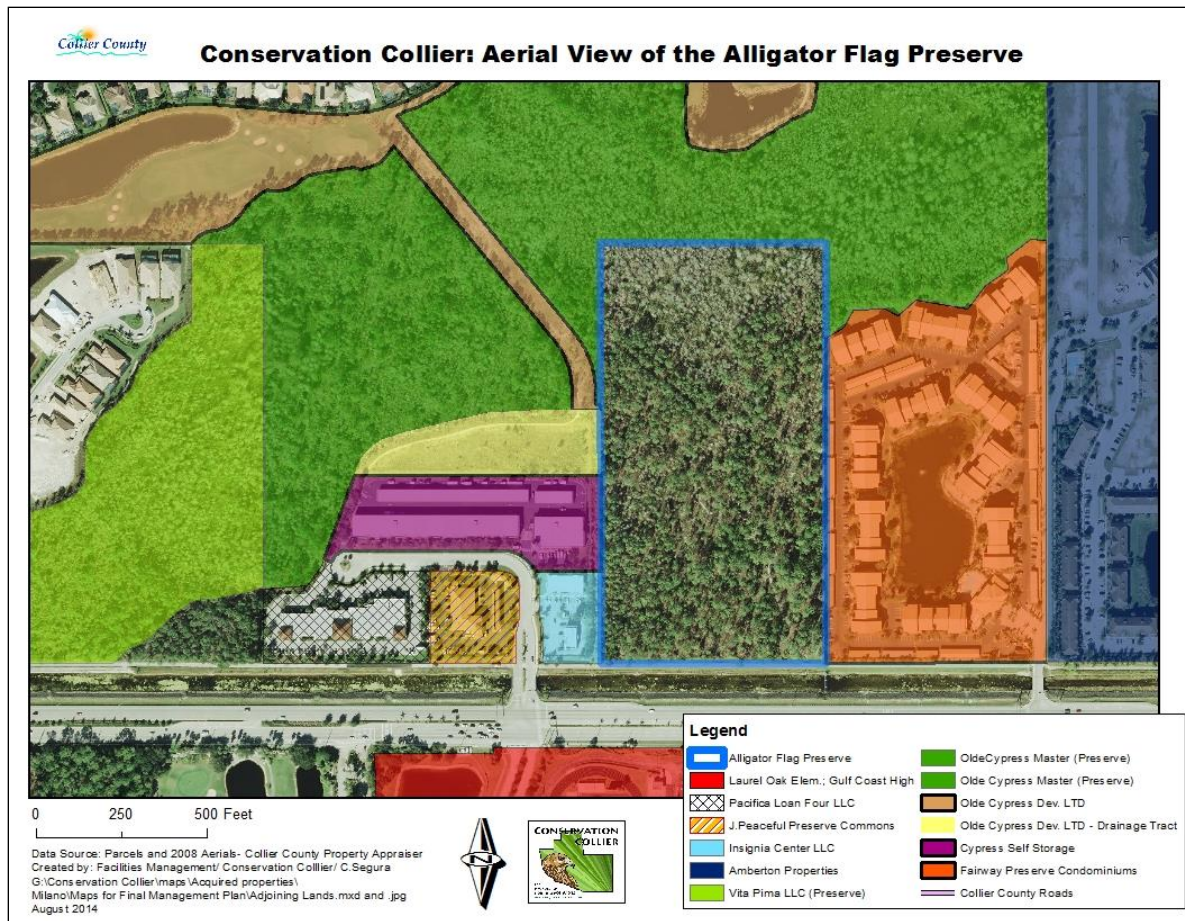 Collier County
Conservation Collier: Aerial View of the Alligator Flag Preserve
Legend
Alligator Flag Preserve
Laurel Oak Elem.; Gulf Coast High
Pacifica Loan Four LLC
J.Peaceful Preserve Commons
Insignia Center LLC
Amberton Properties
Vita Pima LLC (Preserve)
OldeCypress Master (Preserve)
Olde Cypress Master (Preserve)
Olde Cypress Dev. LTD
Olde Cypress Dev. LTD - Drainage Tract
Cypress Self Storage
Fairway Preserve Condominiums
Collier County Roads
0 250 500 Feet
Data Source: Parcels and 2008 Aerials- Collier County Property Appraiser
Created by: Facilities Management/ Conservation Colllier/ C.Segura
G:\Conservation Collier\maps\Acquired properties\
Milano\Maps for Final Management Plan\Adjoining Lands.mxd and .jpg
August 2014
N
CONSERVATION
COLLIER